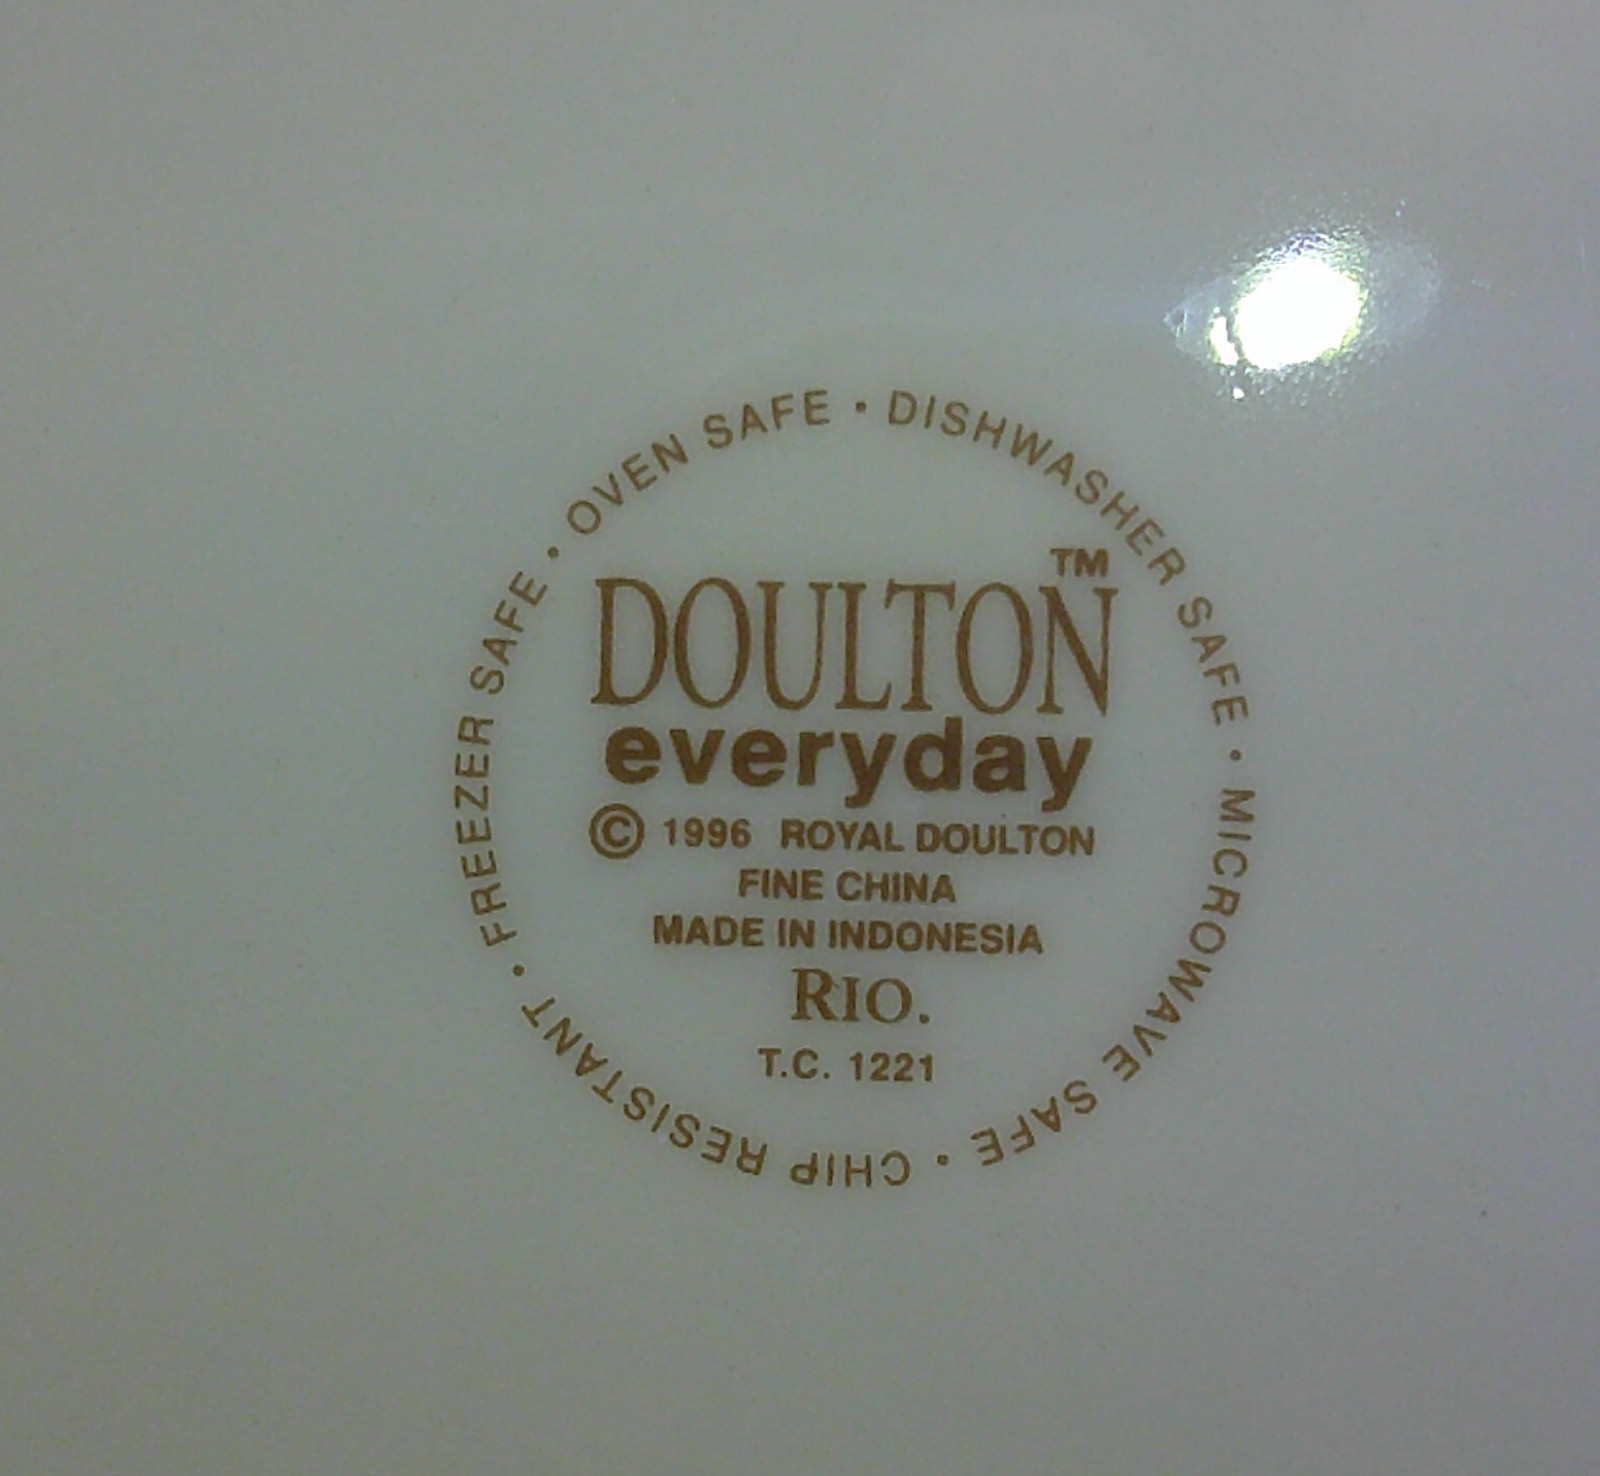 OVEN SAFE • DISHWASHER SAFE • MICROWAVE SAFE • CHIP RESISTANT • FREEZER SAFE •
DOULTON™
everyday
© 1996 ROYAL DOULTON
FINE CHINA
MADE IN INDONESIA
RIO.
T.C. 1221